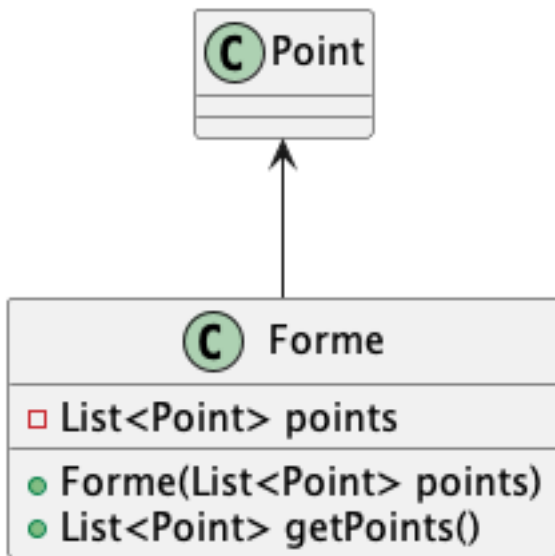 C Point
C Forme
List<Point> points
Forme(List<Point> points)
List<Point> getPoints()